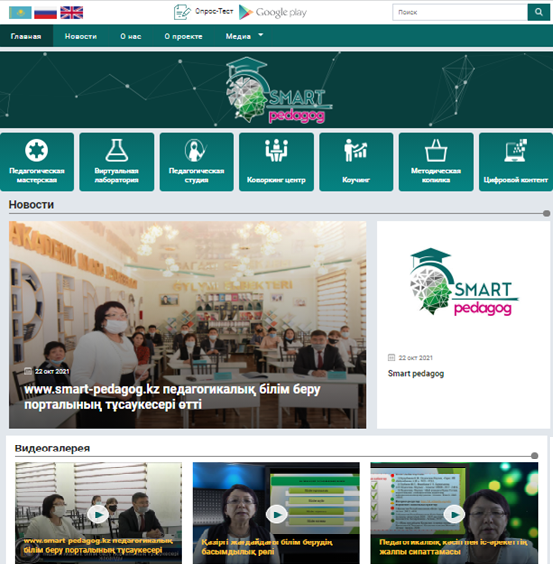 Опрос-Тест
Google play
Поиск
Главная Новости О нас О проекте Медиа
SMART
pedagog
Педагогическая
мастерская
Виртуальная
лаборатория
Педагогическая
студия
Коворкинг центр
Коучинг
Методическая
копилка
Цифровой контент
Новости
22 окт 2021
www.smart-pedagog.kz педагогикалық білім беру
порталының тұсаукесері өтті
SMART
pedagog
22 окт 2021
Smart pedagog
Видеогалерея
www.smart-pedagog.kz педагогикалық
білім беру порталының тұсаукесері
Қазіргі жағдайдағы білім берудің
басымдылық рөлі
Педагогикалық кәсіп пен іс-әрекеттің
жалпы сипаттамасы